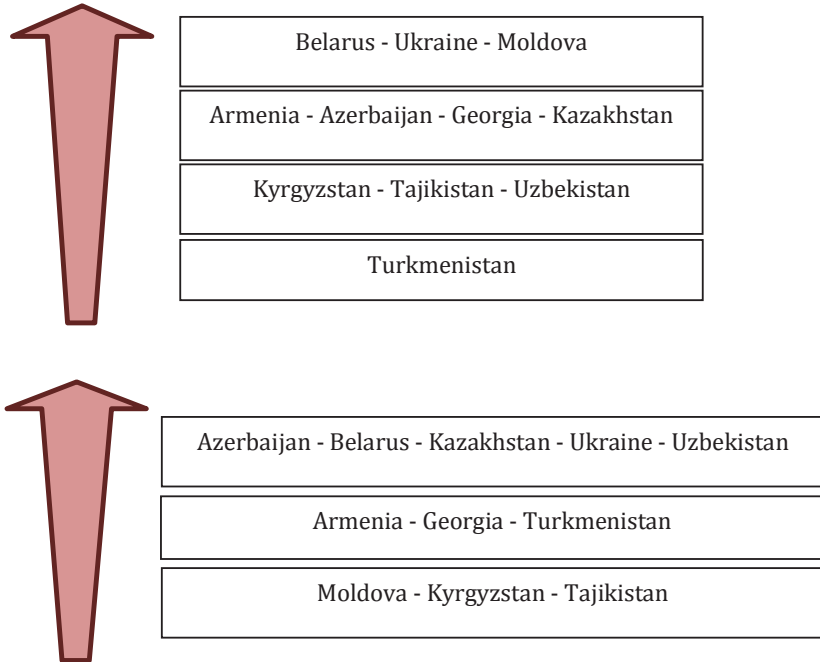 Belarus - Ukraine - Moldova
Armenia - Azerbaijan - Georgia - Kazakhstan
Kyrgyzstan - Tajikistan - Uzbekistan
Turkmenistan
Azerbaijan - Belarus - Kazakhstan - Ukraine - Uzbekistan
Armenia - Georgia - Turkmenistan
Moldova - Kyrgyzstan - Tajikistan